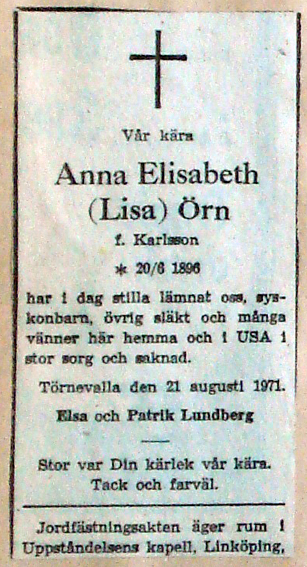 Vår kära
Anna Elisabeth
(Lisa) Örn
f. Karlsson
* 20/6 1896
har i dag stilla lämnat oss, sys-
konbarn, övrig släkt och många
vänner här hemma och i USA i
stor sorg och saknad.
Törnevalla den 21 augusti 1971.
Elsa och Patrik Lundberg
Stor var Din kärlek vår kära.
Tack och farväl.
Jordfästningsakten äger rum i
Uppståndelsens kapell, Linköping,